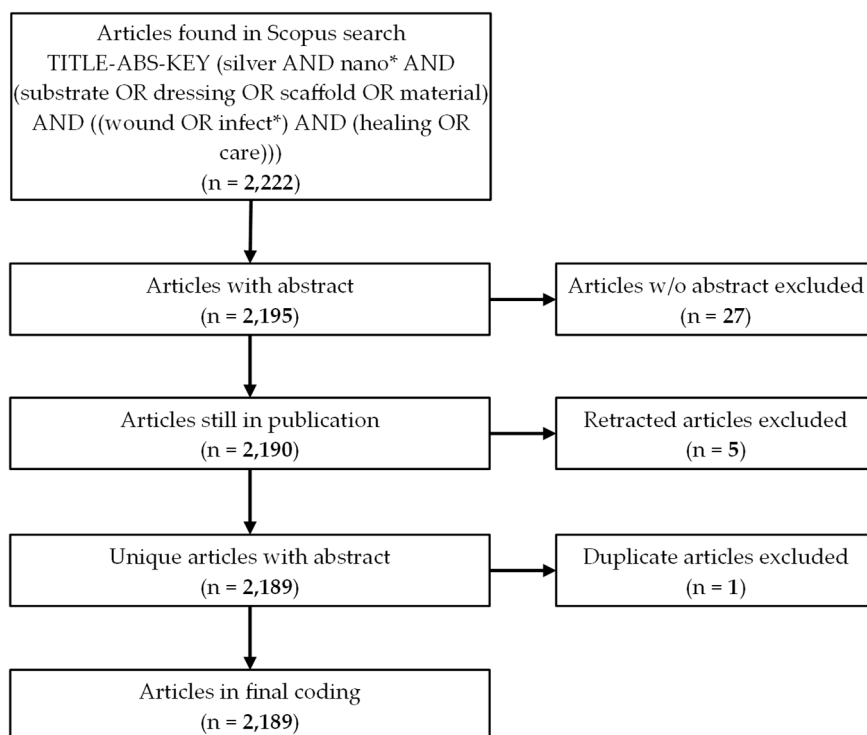 Articles found in Scopus search
TITLE-ABS-KEY (silver AND nano* AND
(substrate OR dressing OR scaffold OR material)
AND ((wound OR infect*) AND (healing OR
care)))
(n = 2,222)
Articles with abstract
(n = 2,195)
Articles w/o abstract excluded
(n = 27)
Articles still in publication
(n = 2,190)
Retracted articles excluded
(n = 5)
Unique articles with abstract
(n = 2,189)
Duplicate articles excluded
(n = 1)
Articles in final coding
(n = 2,189)